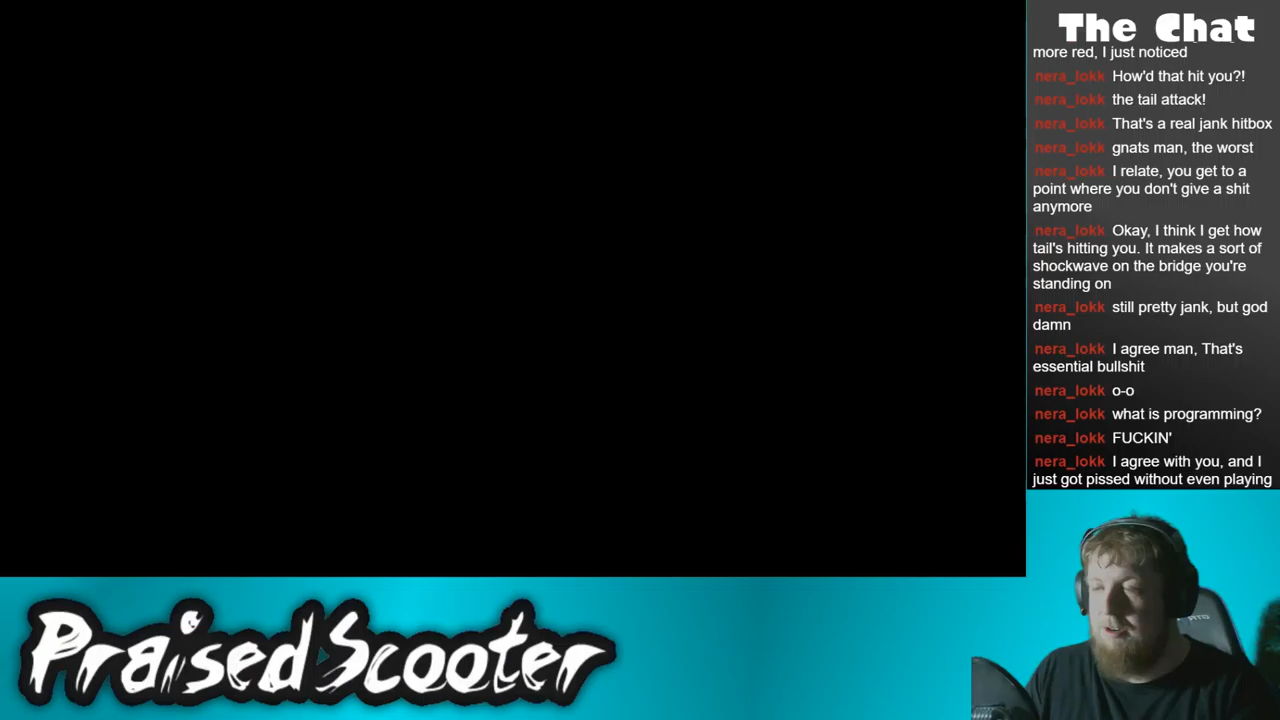 The Chat
more red, I just noticed
nera_lokk How'd that hit you?!
nera_lokk the tail attack!
nera_lokk That's a real jank hitbox
nera_lokk gnats man, the worst
nera_lokk I relate, you get to a
point where you don't give a shit
anymore
nera_lokk Okay, I think I get how
tail's hitting you. It makes a sort of
shockwave on the bridge you're
standing on
nera_lokk still pretty jank, but god
damn
nera_lokk I agree man, That's
essential bullshit
nera_lokk o-o
nera_lokk what is programming?
nera_lokk FUCKIN'
nera_lokk I agree with you, and I
just got pissed without even playing
PraisedScooter